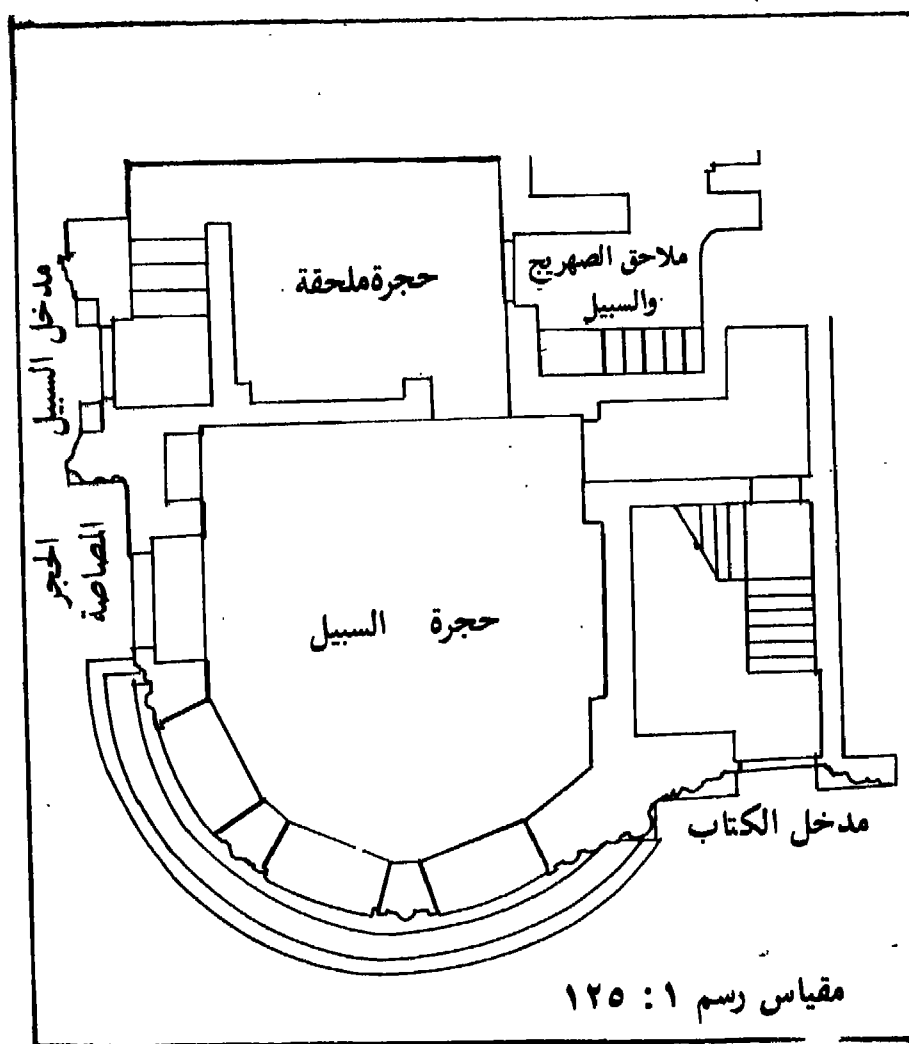 ملاحق الصهريج
والسبيل
حجرة ملحقة
مدخل السبيل
الحجر
المصاصة
حجرة السبيل
مدخل الكتاب
مقياس رسم ١ : ١٢٥